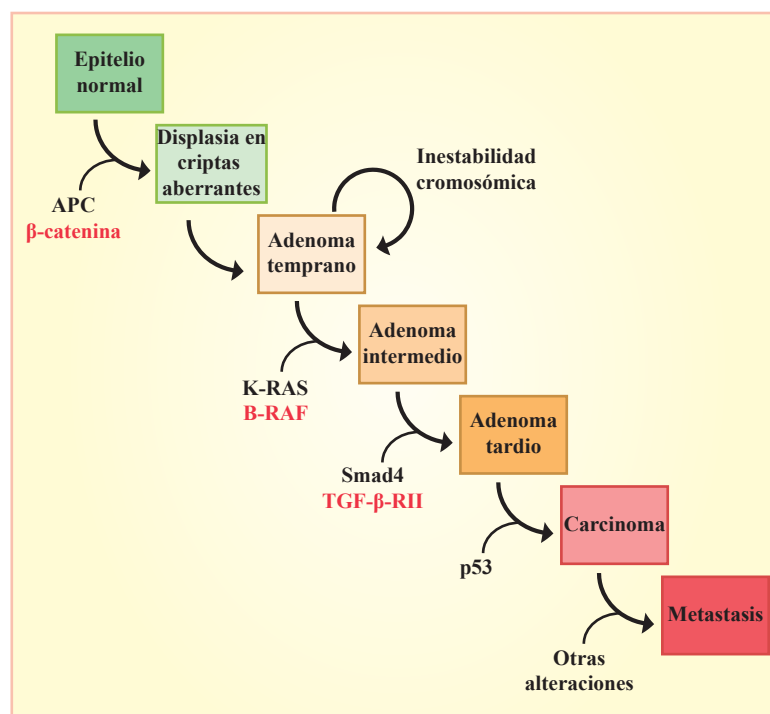 Epitelio
normal
Displasia en
criptas
aberrantes
APC
β-catenina
Inestabilidad
cromosómica
Adenoma
temprano
Adenoma
intermedio
K-RAS
B-RAF
Adenoma
tardio
Smad4
TGF-β-RII
Carcinoma
p53
Metastasis
Otras
alteraciones